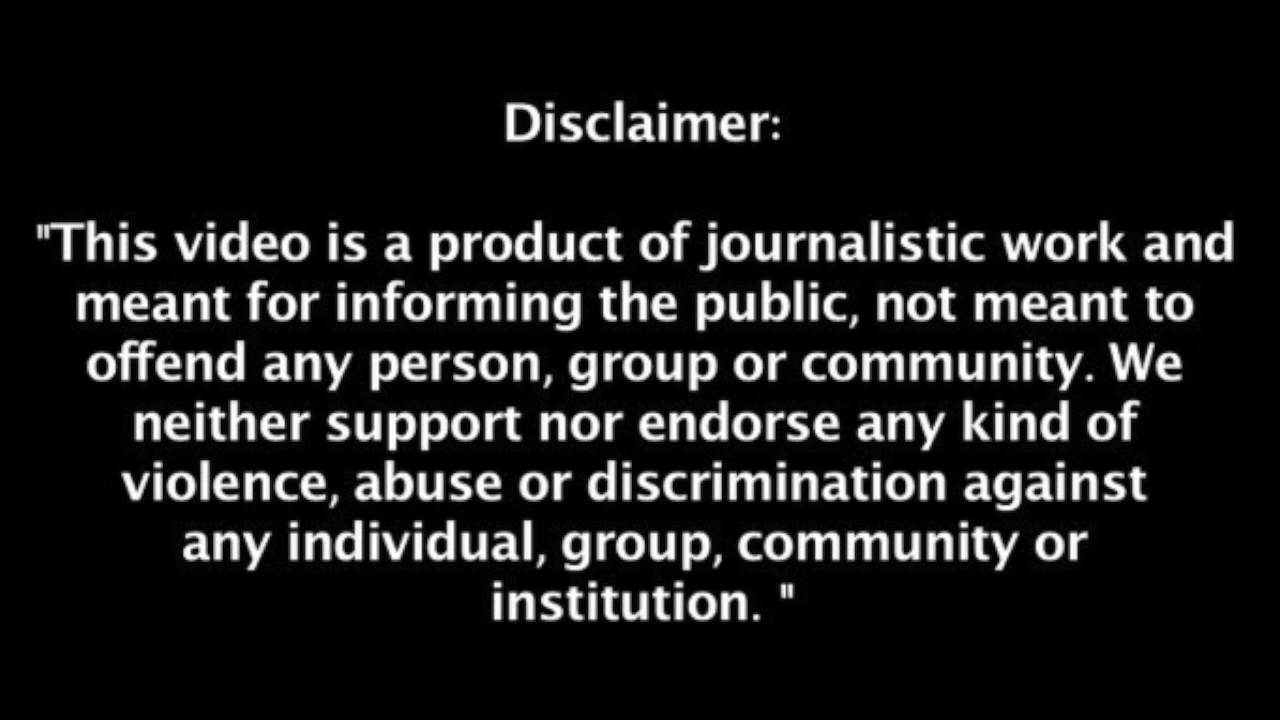 Disclaimer:
"This video is a product of journalistic work and
meant for informing the public, not meant to
offend any person, group or community. We
neither support nor endorse any kind of
violence, abuse or discrimination against
any individual, group, community or
institution. "